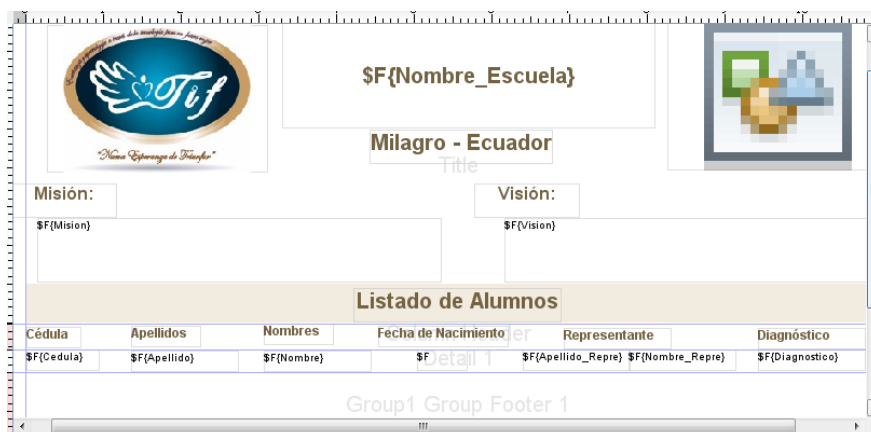 $F{Nombre_Escuela}
Tif
Milagro - Ecuador
Title
Misión:
Visión:
$F{Mision}
$F{Vision}
Listado de Alumnos
Cédula Apellidos Nombres Fecha de Nacimiento Representante Diagnóstico
$F{Cedula} $F{Apellido} $F{Nombre} $F $F{Apellido_Repre} $F{Nombre_Repre} $F{Diagnostico}
Detail 1
Group1 Group Footer 1